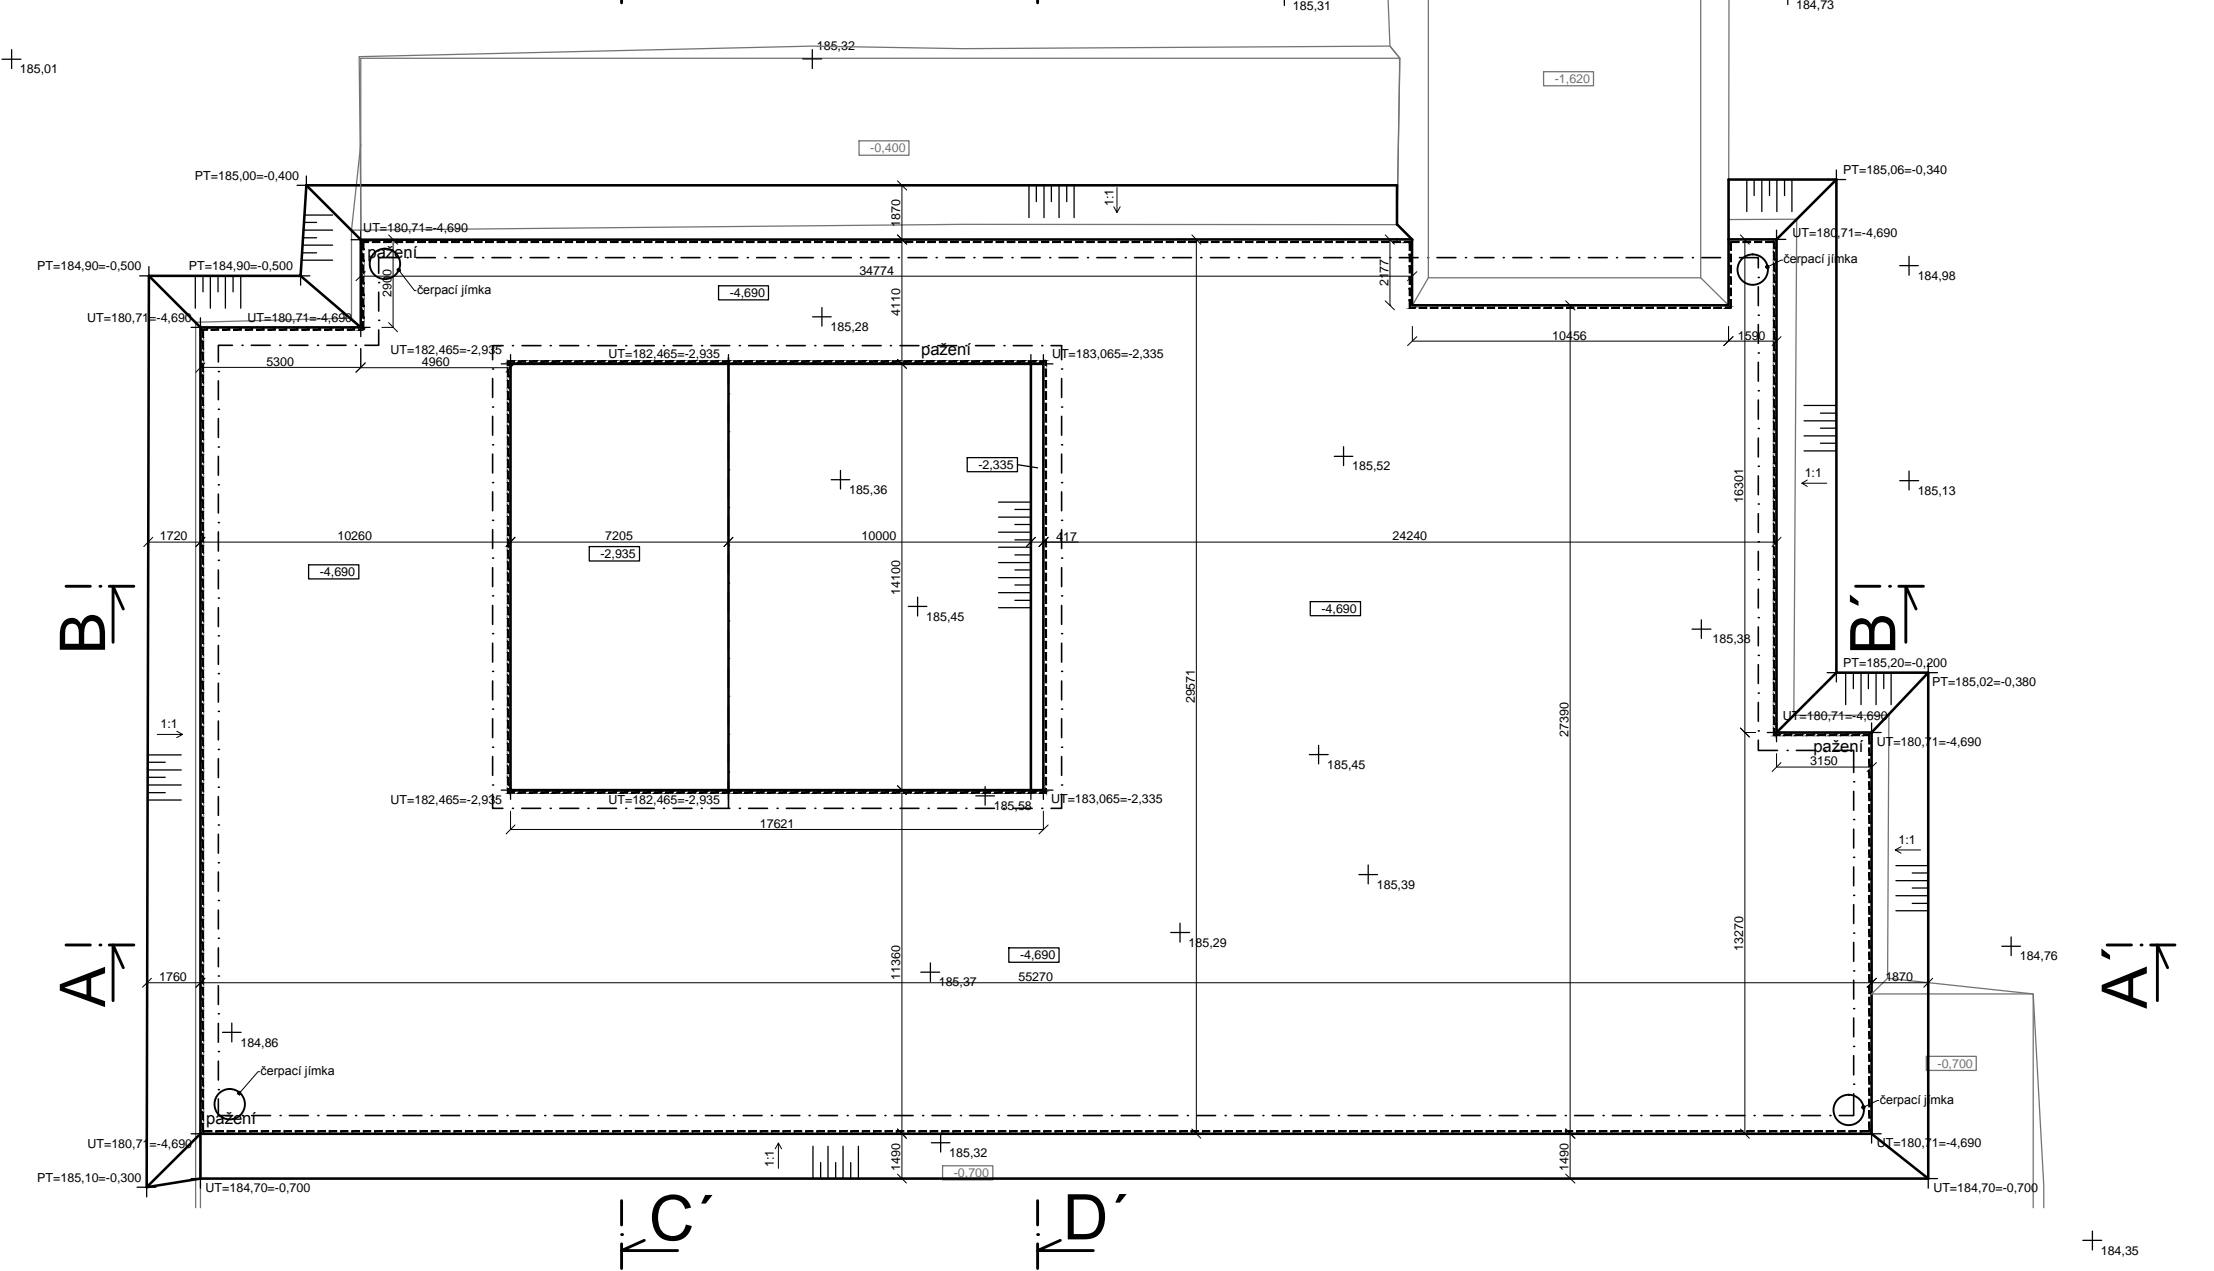 185,31
184,73
185,32
185,01
-1,620
-0,400
PT=185,00=-0,400
PT=185,06=-0,340
1:1
1870
UT=180,71=-4,690
UT=180,71=-4,690
pažení
čerpací jímka
PT=184,90=-0,500
PT=184,90=-0,500
34774
2177
184,98
2900
čerpací jímka
-4,690
4110
UT=180,71=-4,690
UT=180,71=-4,690
185,28
10456
1590
UT=182,465=-2,935
UT=182,465=-2,935
pažení
UT=183,065=-2,335
5300
4960
-2,335
185,52
1:1
185,36
16301
185,13
1720
10260
7205
10000
417
24240
-2,935
-4,690
14100
B
B´
185,45
-4,690
185,38
PT=185,20=-0,200
PT=185,02=-0,380
29571
27390
1:1
UT=180,71=-4,690
UT=180,71=-4,690
pažení
3150
185,45
UT=182,465=-2,935
UT=182,465=-2,935
185,58
UT=183,065=-2,335
17621
1:1
185,39
13270
185,29
-4,690
184,76
11360
A
A´
1760
185,37
55270
1870
184,86
-0,700
čerpací jímka
čerpací jímka
pažení
UT=180,71=-4,690
UT=180,71=-4,690
1:1
1490
185,32
1490
-0,700
PT=185,10=-0,300
UT=184,70=-0,700
UT=184,70=-0,700
C´
D´
184,35